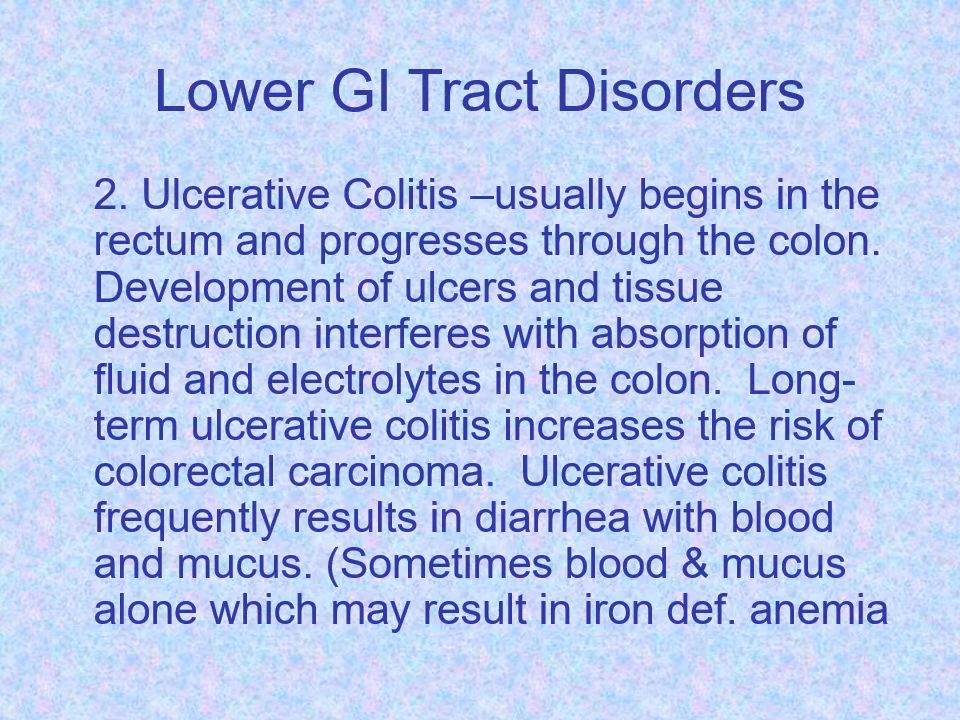 Lower GI Tract Disorders
2. Ulcerative Colitis –usually begins in the
rectum and progresses through the colon.
Development of ulcers and tissue
destruction interferes with absorption of
fluid and electrolytes in the colon.  Long-
term ulcerative colitis increases the risk of
colorectal carcinoma.  Ulcerative colitis
frequently results in diarrhea with blood
and mucus. (Sometimes blood & mucus
alone which may result in iron def. anemia